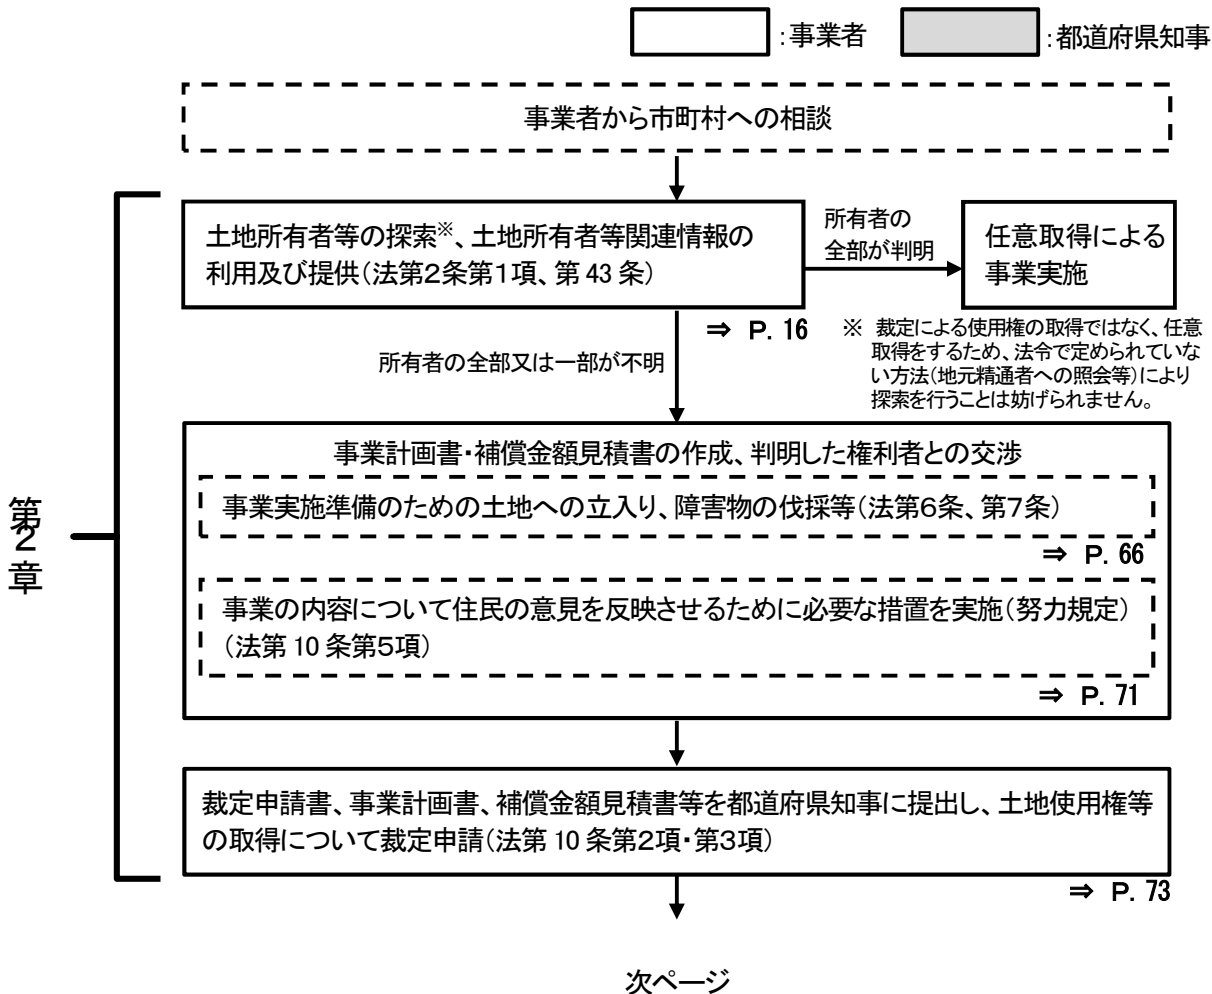 :事業者
:都道府県知事
事業者から市町村への相談
土地所有者等の探索※、土地所有者等関連情報の
利用及び提供(法第2条第1項、第 43 条)
所有者の
全部が判明
任意取得による
事業実施
⇒ P. 16
※ 裁定による使用権の取得ではなく、任意
取得をするため、法令で定められていな
い方法(地元精通者への照会等)により
探索を行うことは妨げられません。
所有者の全部又は一部が不明
事業計画書・補償金額見積書の作成、判明した権利者との交渉
事業実施準備のための土地への立入り、障害物の伐採等(法第6条、第7条)
⇒ P. 66
事業の内容について住民の意見を反映させるために必要な措置を実施(努力規定)
(法第 10 条第5項)
⇒ P. 71
第2章
裁定申請書、事業計画書、補償金額見積書等を都道府県知事に提出し、土地使用権等
の取得について裁定申請(法第 10 条第2項・第3項)
⇒ P. 73
次ページ